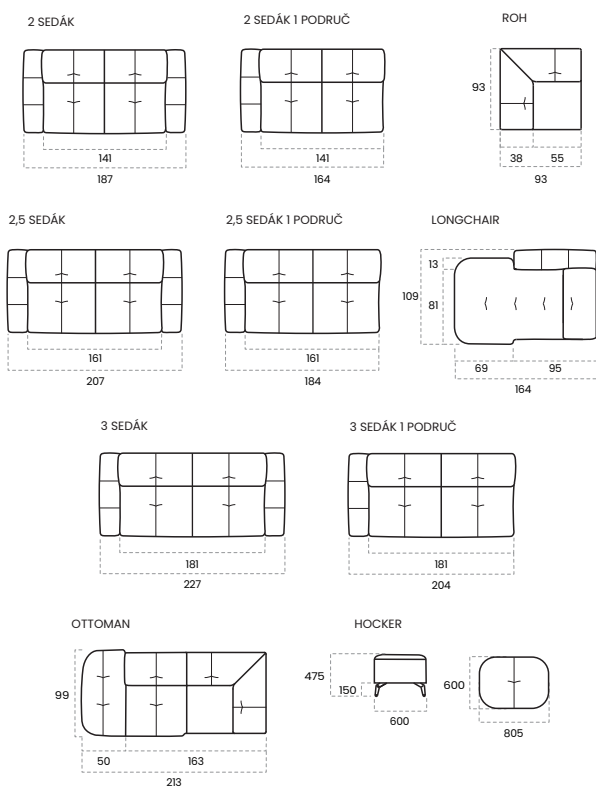 2 SEDÁK
2 SEDÁK 1 PODRUČ
ROH
93
141
187
141
164
38 55
93
2,5 SEDÁK
2,5 SEDÁK 1 PODRUČ
LONGCHAIR
13
109
81
161
207
161
184
69 95
164
3 SEDÁK
3 SEDÁK 1 PODRUČ
181
227
181
204
OTTOMAN
HOCKER
99
50 163
213
475
150
600
600
805